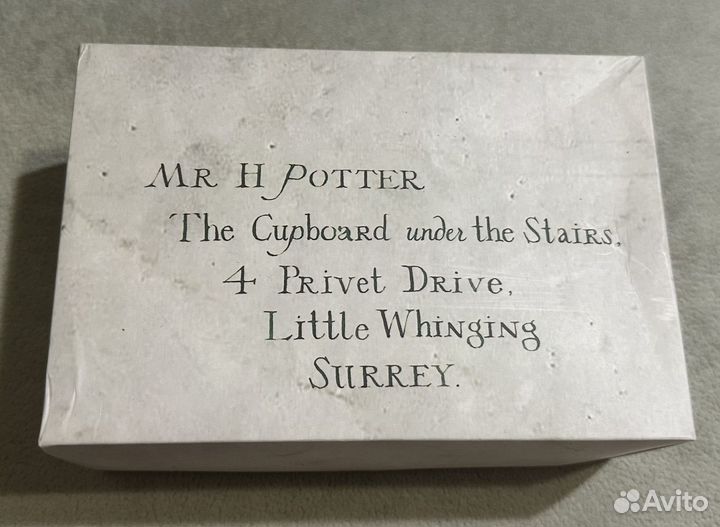 Mr H Potter
The Cupboard under the Stairs,
4 Privet Drive,
Little Whinging
Surrey.
Avito